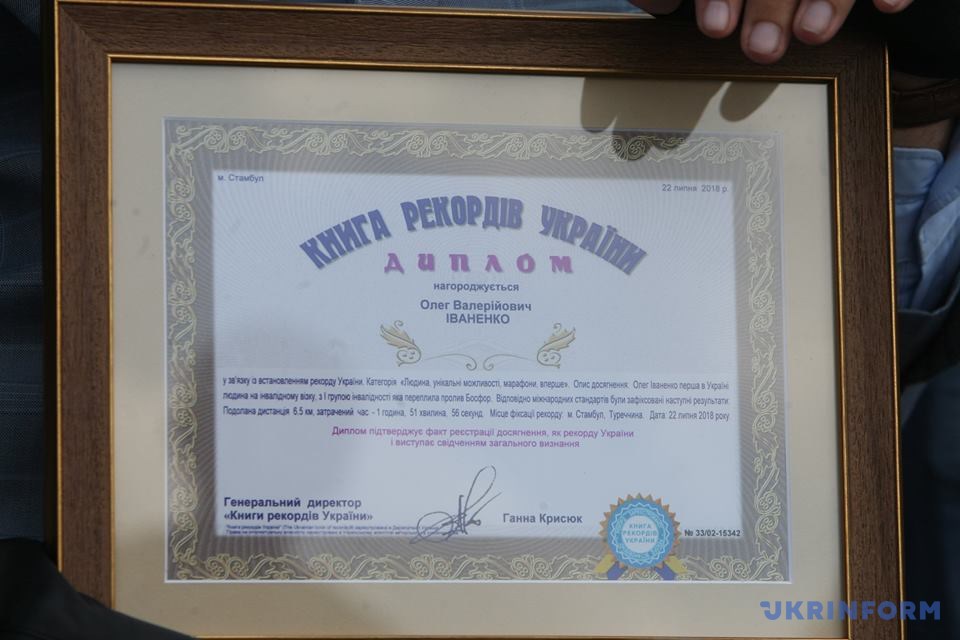 м. Стамбул
22 липня 2018 р.
КНИГА РЕКОРДІВ УКРАЇНИ
ДИПЛОМ
нагороджується
Олег Валерійович
ІВАНЕНКО
у зв'язку із встановленням рекорду України. Категорія «Людина, унікальні можливості, марафони, вперше». Опис досягнення. Олег Іваненко перша в Україні
людина на інвалідному візку, з І групою інвалідності яка переплила пролив Босфор. Відповідно міжнародних стандартів були зафіксовані наступні результати:
Подолана дистанція 6.5 км, затрачений час - 1 година, 51 хвилина, 56 секунд. Місце фіксації рекорду: м. Стамбул, Туреччина. Дата: 22 липня 2018 року
Диплом підтверджує факт реєстрації досягнення, як рекорду України
і виступає свідченням загального визнання
Генеральний директор
«Книги рекордів України»
Ганна Крисюк
КНИГА
РЕКОРДІВ
УКРАЇНИ
№ 33/02-15342
UKRINFORM